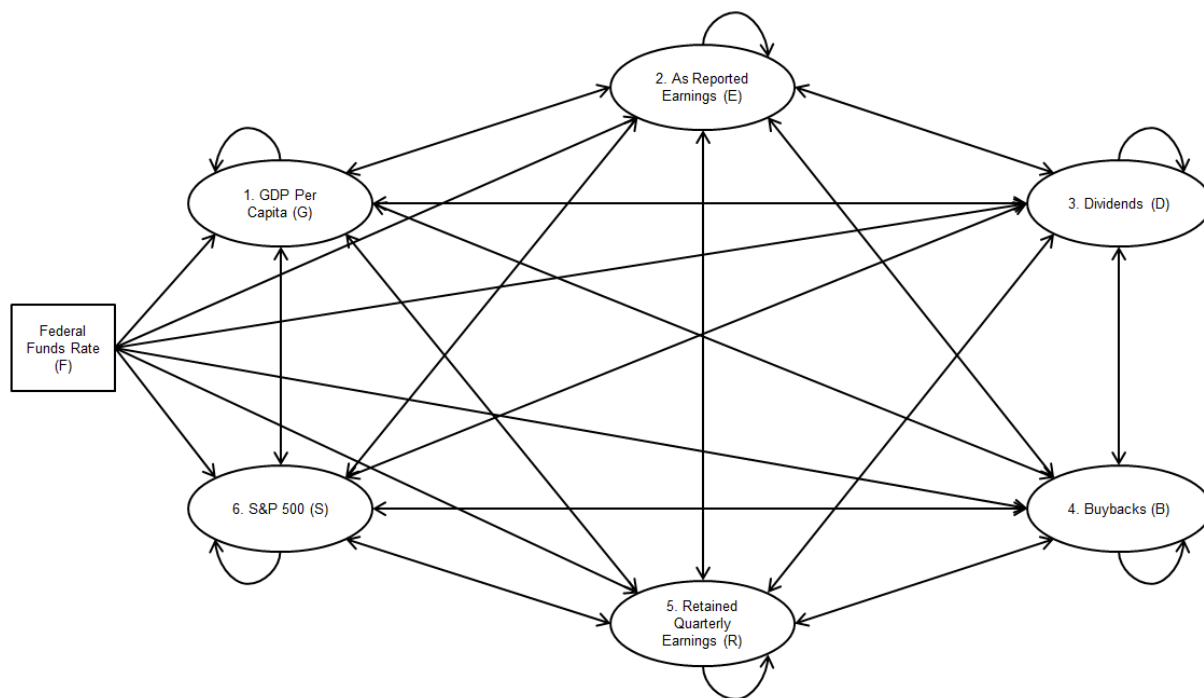 2. As Reported
Earnings (E)
1. GDP Per
Capita (G)
3. Dividends (D)
Federal
Funds Rate
(F)
6. S&P 500 (S)
4. Buybacks (B)
5. Retained
Quarterly
Earnings (R)